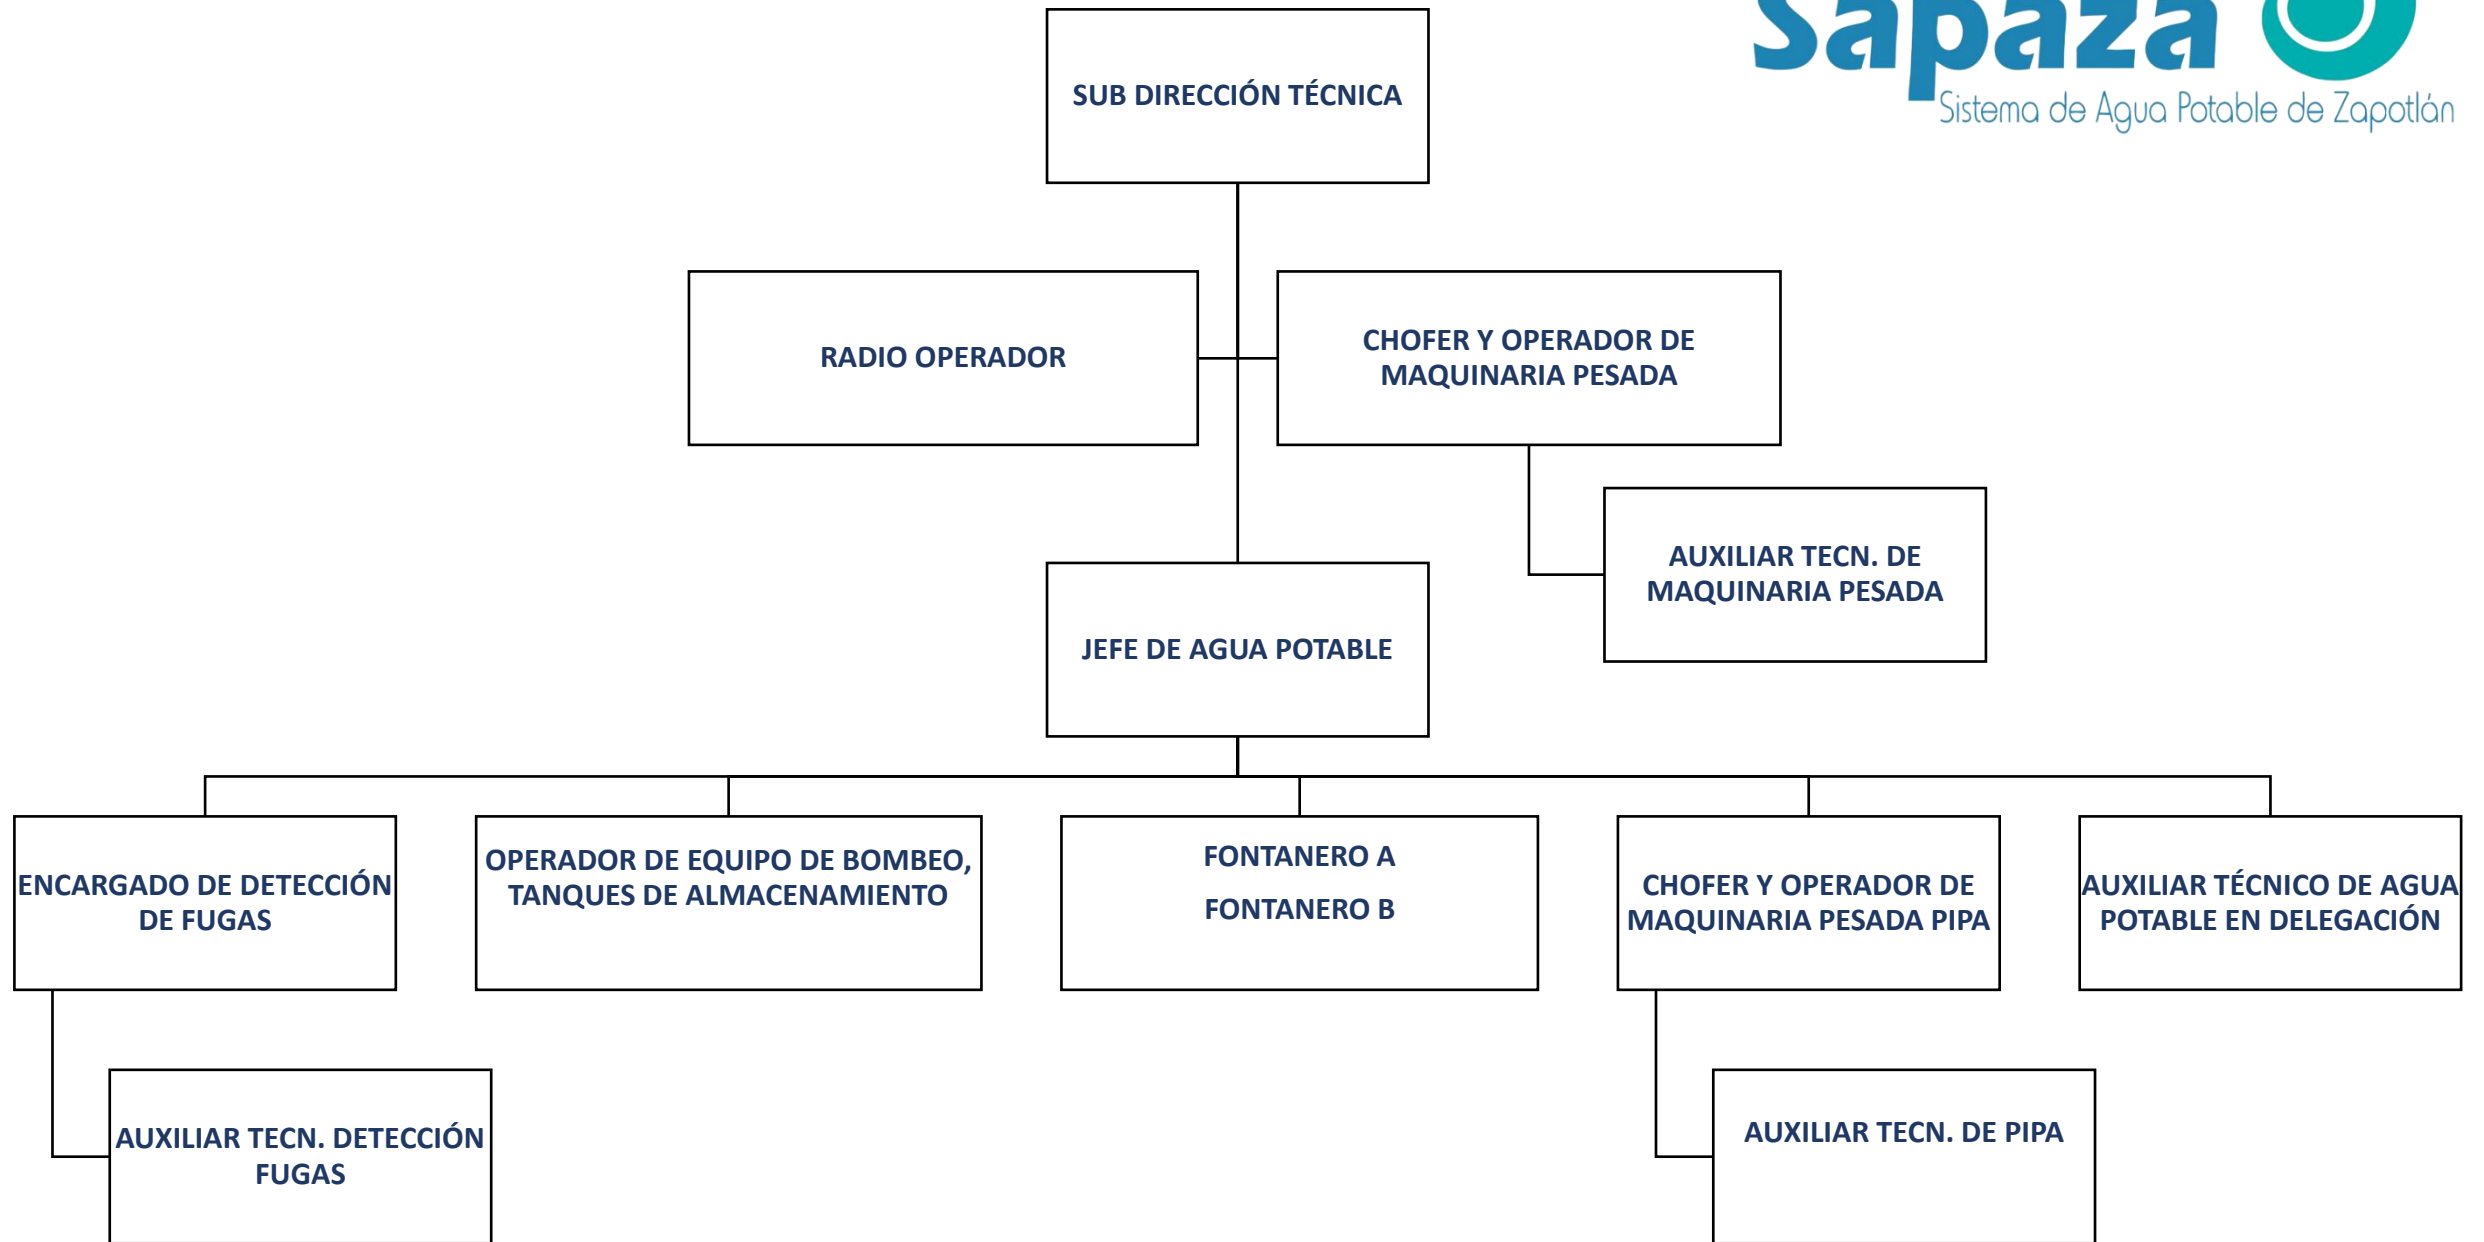 Sapaza
Sistema de Agua Potable de Zapotlán
SUB DIRECCIÓN TÉCNICA
RADIO OPERADOR
CHOFER Y OPERADOR DE
MAQUINARIA PESADA
AUXILIAR TECN. DE
MAQUINARIA PESADA
JEFE DE AGUA POTABLE
ENCARGADO DE DETECCIÓN
DE FUGAS
OPERADOR DE EQUIPO DE BOMBEO,
TANQUES DE ALMACENAMIENTO
FONTANERO A
FONTANERO B
CHOFER Y OPERADOR DE
MAQUINARIA PESADA PIPA
AUXILIAR TÉCNICO DE AGUA
POTABLE EN DELEGACIÓN
AUXILIAR TECN. DETECCIÓN
FUGAS
AUXILIAR TECN. DE PIPA